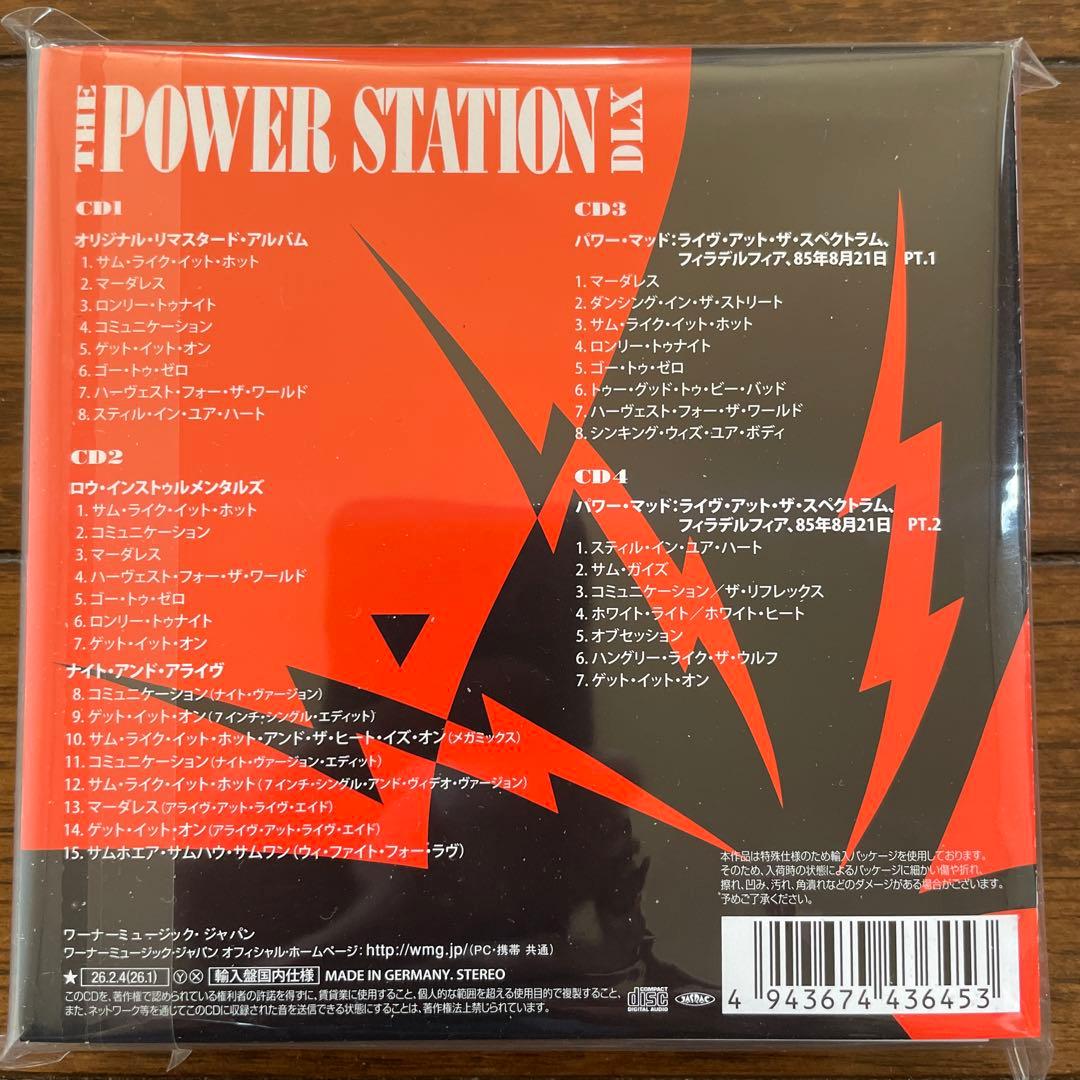 THE POWER STATION DLX
CD1
オリジナル・リマスタード・アルバム
1. サム・ライク・イット・ホット
2. マーダレス
3. ロンリー・トゥナイト
4. コミュニケーション
5. ゲット・イット・オン
6. ゴー・トゥ・ゼロ
7. ハーヴェスト・フォー・ザ・ワールド
8. スティル・イン・ユア・ハート
CD2
ロウ・インストゥルメンタルズ
1. サム・ライク・イット・ホット
2. コミュニケーション
3. マーダレス
4. ハーヴェスト・フォー・ザ・ワールド
5. ゴー・トゥ・ゼロ
6. ロンリー・トゥナイト
7. ゲット・イット・オン
ナイト・アンド・アライヴ
8. コミュニケーション(ナイト・ヴァージョン)
9. ゲット・イット・オン(7インチ・シングル・エディット)
10. サム・ライク・イット・ホット・アンド・ザ・ヒート・イズ・オン(メガミックス)
11. コミュニケーション(ナイト・ヴァージョン・エディット)
12. サム・ライク・イット・ホット(7インチ・シングル・アンド・ヴィデオ・ヴァージョン)
13. マーダレス(アライヴ・アット・ライヴ・エイド)
14. ゲット・イット・オン(アライヴ・アット・ライヴ・エイド)
15. サムホエア・サムハウ・サムワン(ウィ・ファイト・フォー・ラヴ)
CD3
パワー・マッド:ライヴ・アット・ザ・スペクトラム、
フィラデルフィア、85年8月21日 PT.1
1. マーダレス
2. ダンシング・イン・ザ・ストリート
3. サム・ライク・イット・ホット
4. ロンリー・トゥナイト
5. ゴー・トゥ・ゼロ
6. トゥー・グッド・トゥ・ビー・バッド
7. ハーヴェスト・フォー・ザ・ワールド
8. シンキング・ウィズ・ユア・ボディ
CD4
パワー・マッド:ライヴ・アット・ザ・スペクトラム、
フィラデルフィア、85年8月21日 PT.2
1. スティル・イン・ユア・ハート
2. サム・ガイズ
3. コミュニケーション/ザ・リフレックス
4. ホワイト・ライト/ホワイト・ヒート
5. オブセッション
6. ハングリー・ライク・ザ・ウルフ
7. ゲット・イット・オン
本作品は特殊仕様のため輸入パッケージを使用しております。
そのため、入荷時の状態によるパッケージに細かい傷や折れ、
擦れ、凹み、汚れ、角潰れなどのダメージがある場合がございます。
予めご了承ください。
ワーナーミュージック・ジャパン
ワーナーミュージック・ジャパン オフィシャル・ホームページ:http://wmg.jp/(PC・携帯 共通)
★ 26.2.4(26.1) Ⓨ Ⓧ 輸入盤国内仕様 MADE IN GERMANY. STEREO
このCDを、著作権で認められている権利者の許諾を得ずに、賃貸業に使用すること、個人的な範囲を超える使用目的で複製すること、
また、ネットワーク等を通じてこのCDに収録された音を送信できる状態にすることは、著作権法上禁じられています。
COMPACT disc DIGITAL AUDIO
JASRAC
4 943674 436453